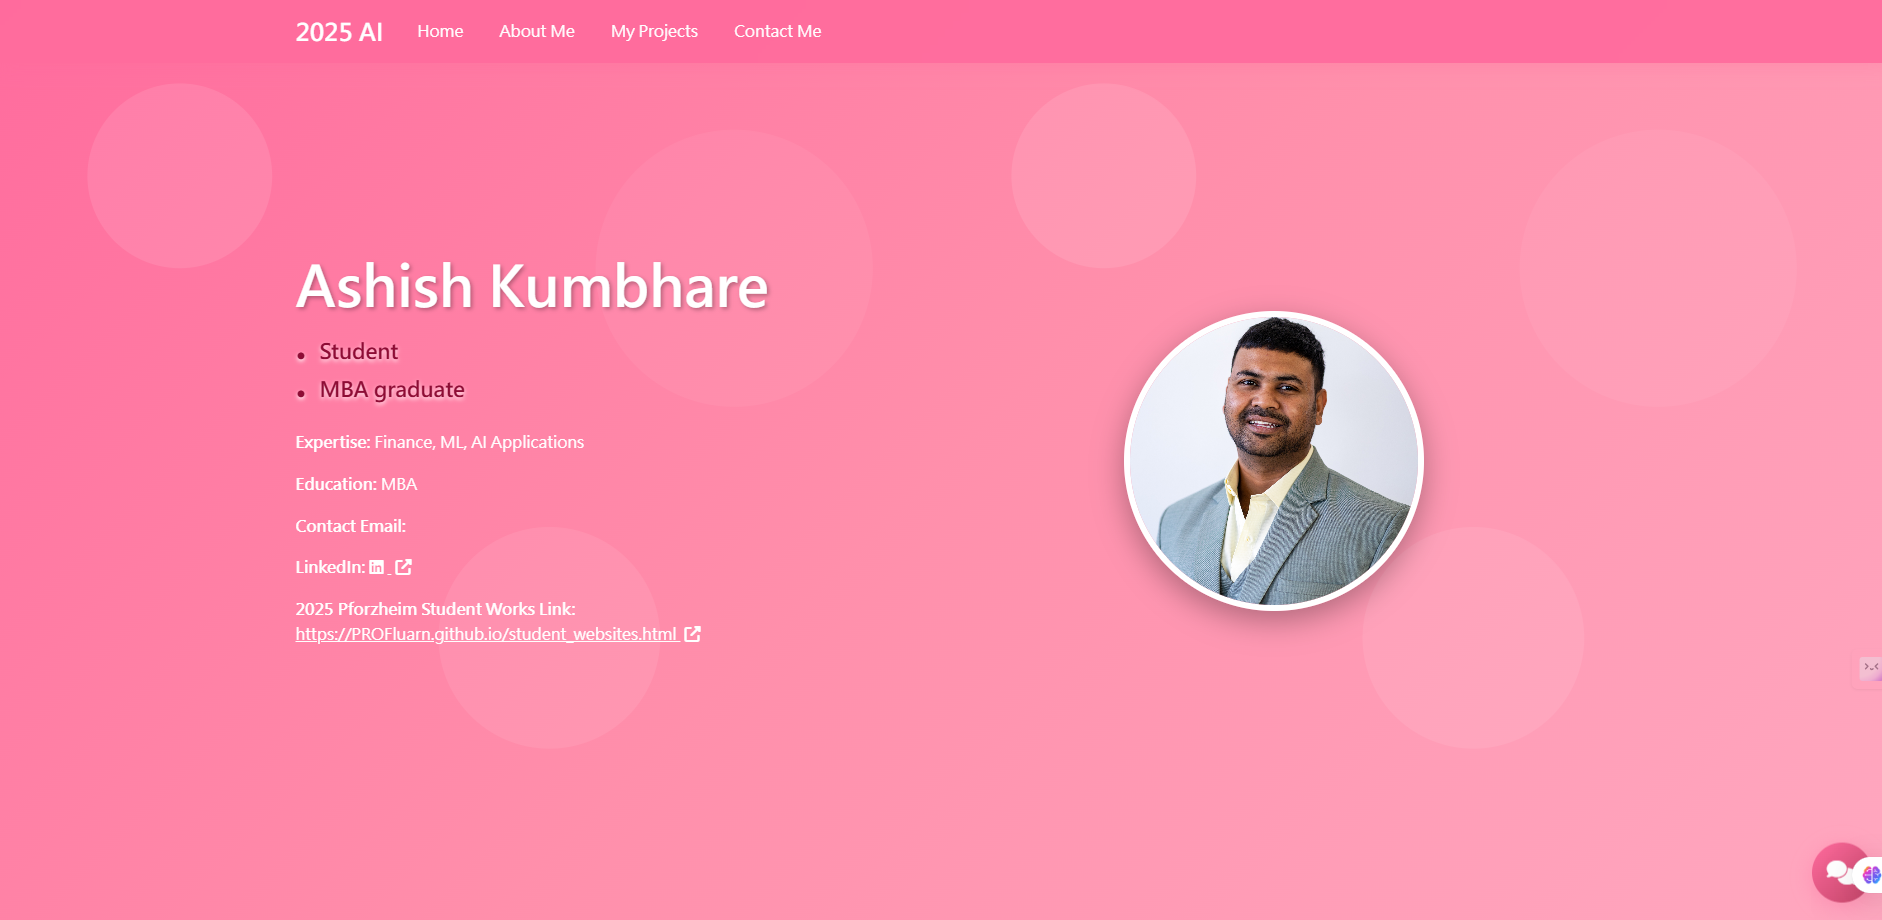 2025 AI Home About Me My Projects Contact Me
Ashish Kumbhare
• Student
• MBA graduate
Expertise: Finance, ML, AI Applications
Education: MBA
Contact Email:
LinkedIn:
2025 Pforzheim Student Works Link:
https://PROFluarn.github.io/student_websites.html